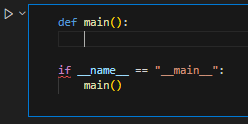 def main():
if __name__ == "__main__":
    main()